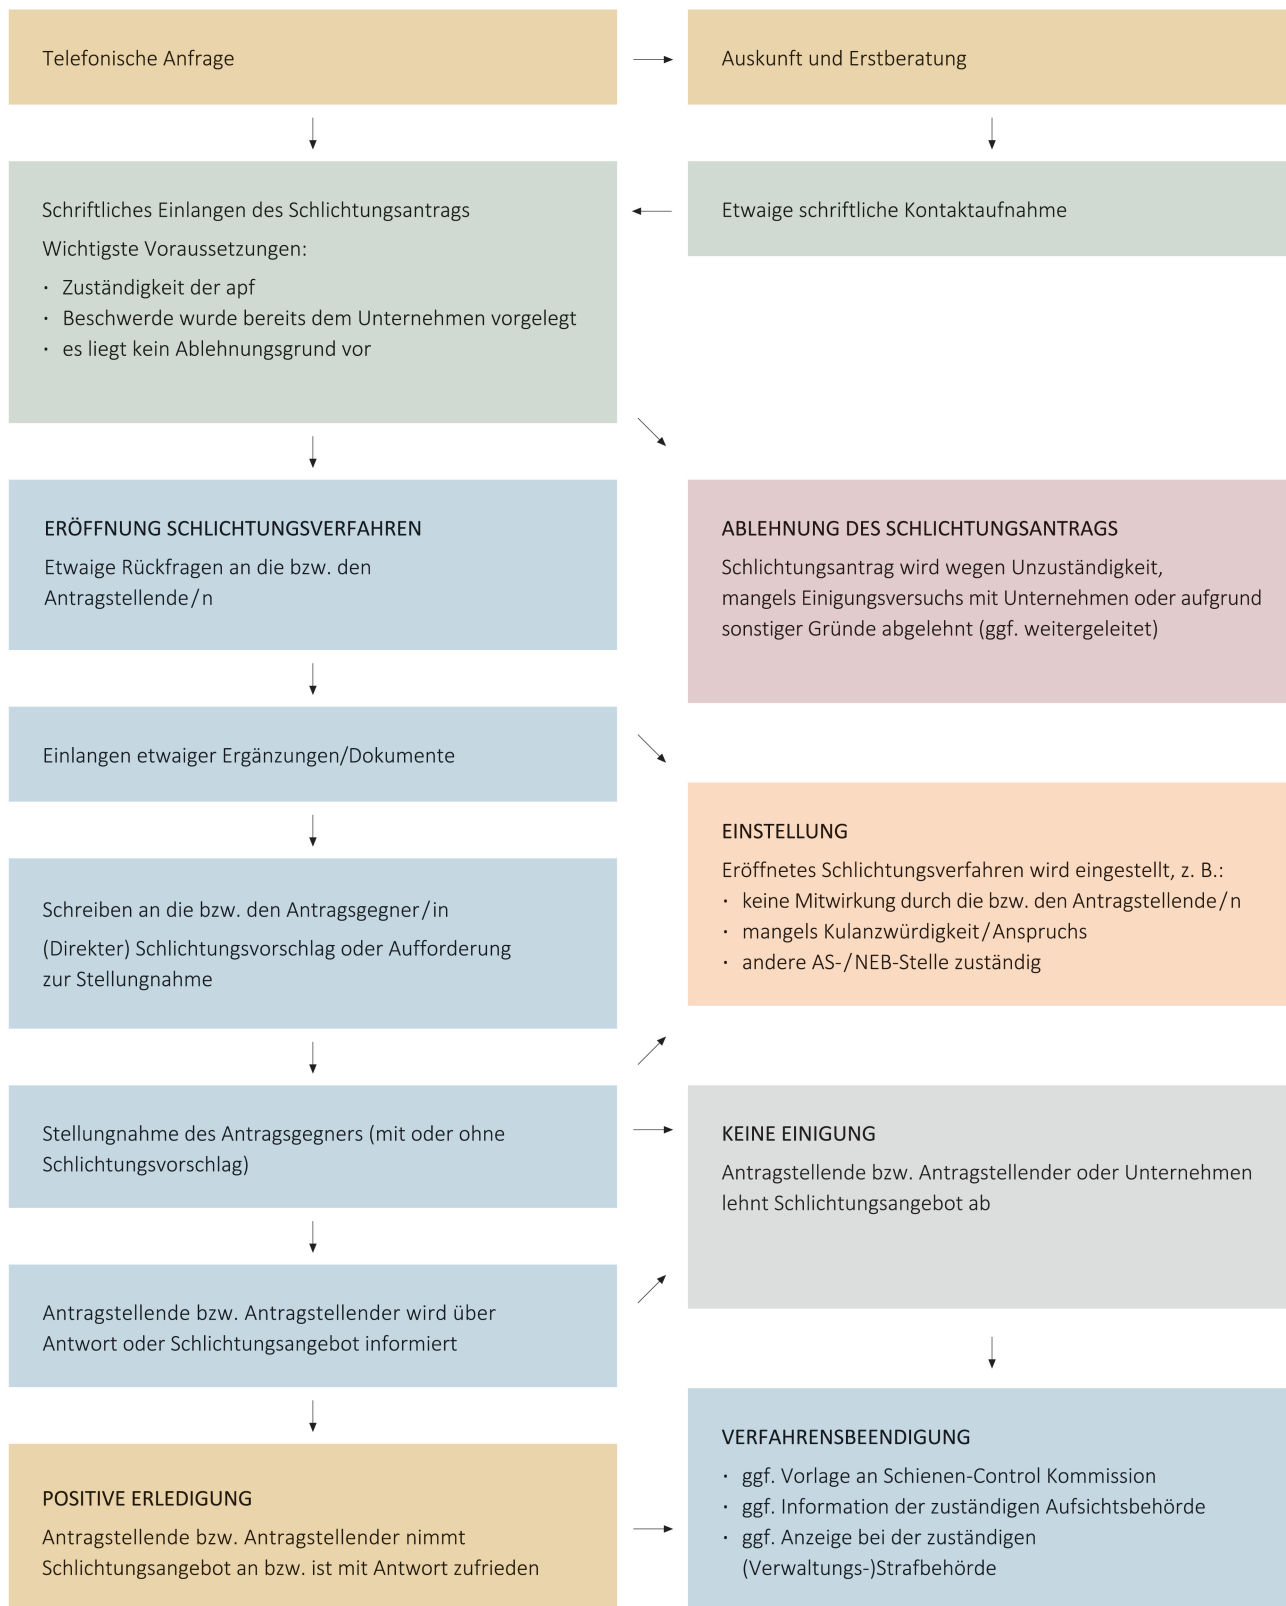 Telefonische Anfrage
Auskunft und Erstberatung
Schriftliches Einlangen des Schlichtungsantrags
Wichtigste Voraussetzungen:
· Zuständigkeit der apf
· Beschwerde wurde bereits dem Unternehmen vorgelegt
· es liegt kein Ablehnungsgrund vor
Etwaige schriftliche Kontaktaufnahme
ERÖFFNUNG SCHLICHTUNGSVERFAHREN
Etwaige Rückfragen an die bzw. den
Antragstellende/n
ABLEHNUNG DES SCHLICHTUNGSANTRAGS
Schlichtungsantrag wird wegen Unzuständigkeit,
mangels Einigungsversuchs mit Unternehmen oder aufgrund
sonstiger Gründe abgelehnt (ggf. weitergeleitet)
Einlangen etwaiger Ergänzungen/Dokumente
EINSTELLUNG
Eröffnetes Schlichtungsverfahren wird eingestellt, z. B.:
· keine Mitwirkung durch die bzw. den Antragstellende/n
· mangels Kulanzwürdigkeit/Anspruchs
· andere AS-/NEB-Stelle zuständig
Schreiben an die bzw. den Antragsgegner/in
(Direkter) Schlichtungsvorschlag oder Aufforderung
zur Stellungnahme
Stellungnahme des Antragsgegners (mit oder ohne
Schlichtungsvorschlag)
KEINE EINIGUNG
Antragstellende bzw. Antragstellender oder Unternehmen
lehnt Schlichtungsangebot ab
Antragstellende bzw. Antragstellender wird über
Antwort oder Schlichtungsangebot informiert
VERFAHRENSBEENDIGUNG
· ggf. Vorlage an Schienen-Control Kommission
· ggf. Information der zuständigen Aufsichtsbehörde
· ggf. Anzeige bei der zuständigen
(Verwaltungs-)Strafbehörde
POSITIVE ERLEDIGUNG
Antragstellende bzw. Antragstellender nimmt
Schlichtungsangebot an bzw. ist mit Antwort zufrieden